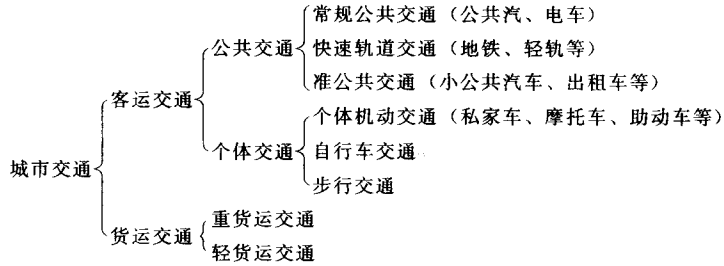 常规公共交通（公共汽、电车）
公共交通
快速轨道交通（地铁、轻轨等）
准公共交通（小公共汽车、出租车等）
客运交通
个体机动交通（私家车、摩托车、助动车等）
个体交通
自行车交通
城市交通
步行交通
重货运交通
货运交通
轻货运交通